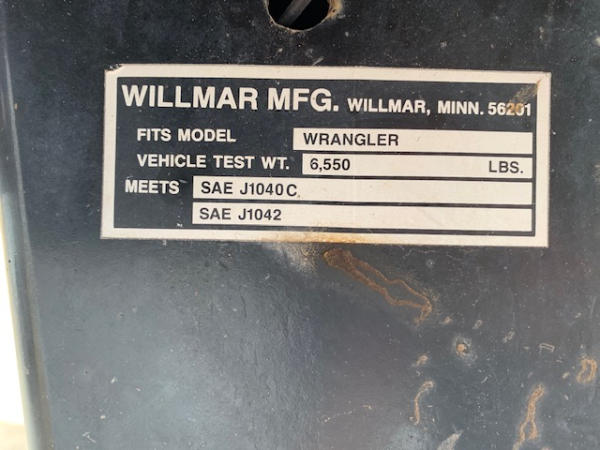 WILLMAR MFG. WILLMAR, MINN. 56201
FITS MODEL WRANGLER
VEHICLE TEST WT. 6,550 LBS.
MEETS SAE J1040C
SAE J1042